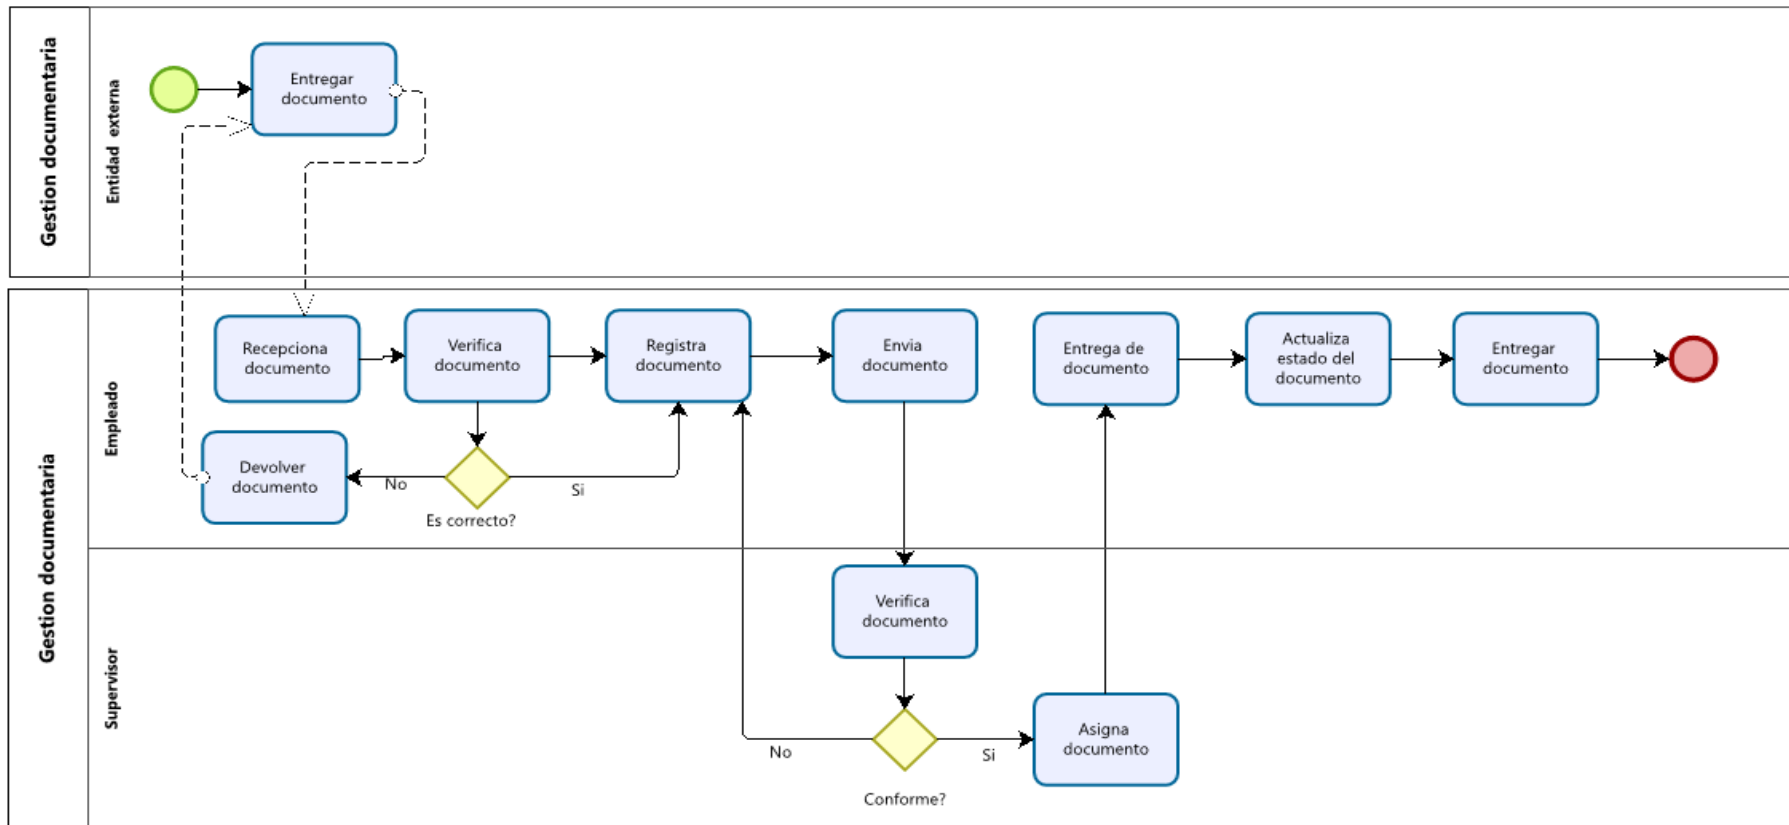 Gestion documentaria
Entidad externa
Entregar
documento
Gestion documentaria
Empleado
Recepciona
documento
Verifica
documento
Registra
documento
Envia
documento
Entrega de
documento
Actualiza
estado del
documento
Entregar
documento
Devolver
documento
No
Si
Es correcto?
Supervisor
Verifica
documento
No
Si
Asigna
documento
Conforme?